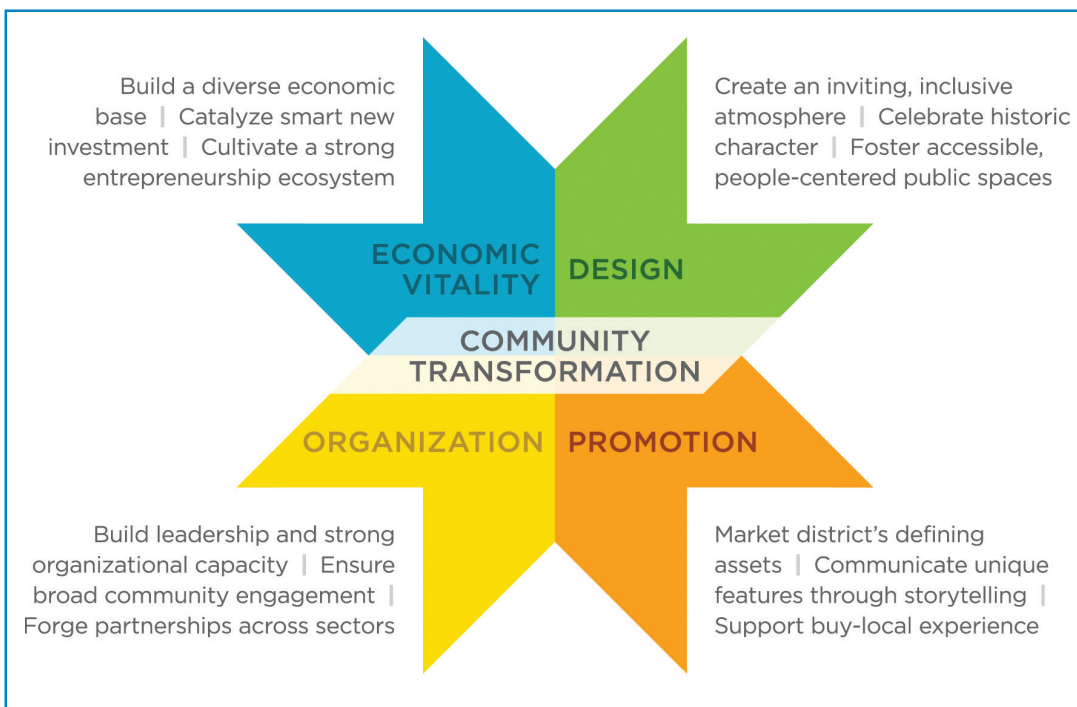 Build a diverse economic
base | Catalyze smart new
investment | Cultivate a strong
entrepreneurship ecosystem
Create an inviting, inclusive
atmosphere | Celebrate historic
character | Foster accessible,
people-centered public spaces
ECONOMIC
VITALITY
DESIGN
COMMUNITY
TRANSFORMATION
ORGANIZATION
PROMOTION
Build leadership and strong
organizational capacity | Ensure
broad community engagement |
Forge partnerships across sectors
Market district’s defining
assets | Communicate unique
features through storytelling |
Support buy-local experience